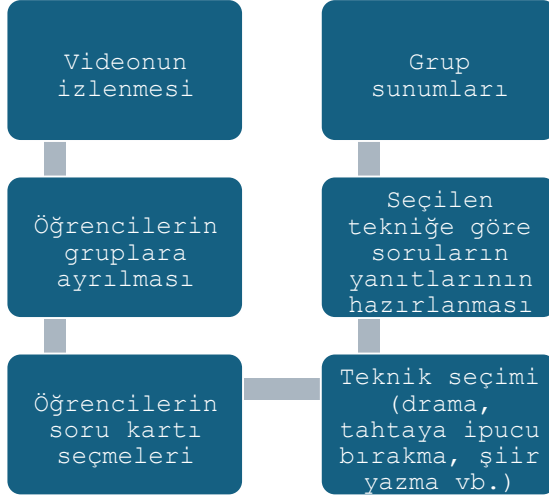 Videonun
izlenmesi
Öğrencilerin
gruplara
ayrılması
Öğrencilerin
soru kartı
seçmeleri
Teknik seçimi
(drama,
tahtaya ipucu
bırakma, şiir
yazma vb.)
Seçilen
tekniğe göre
soruların
yanıtlarının
hazırlanması
Grup
sunumları